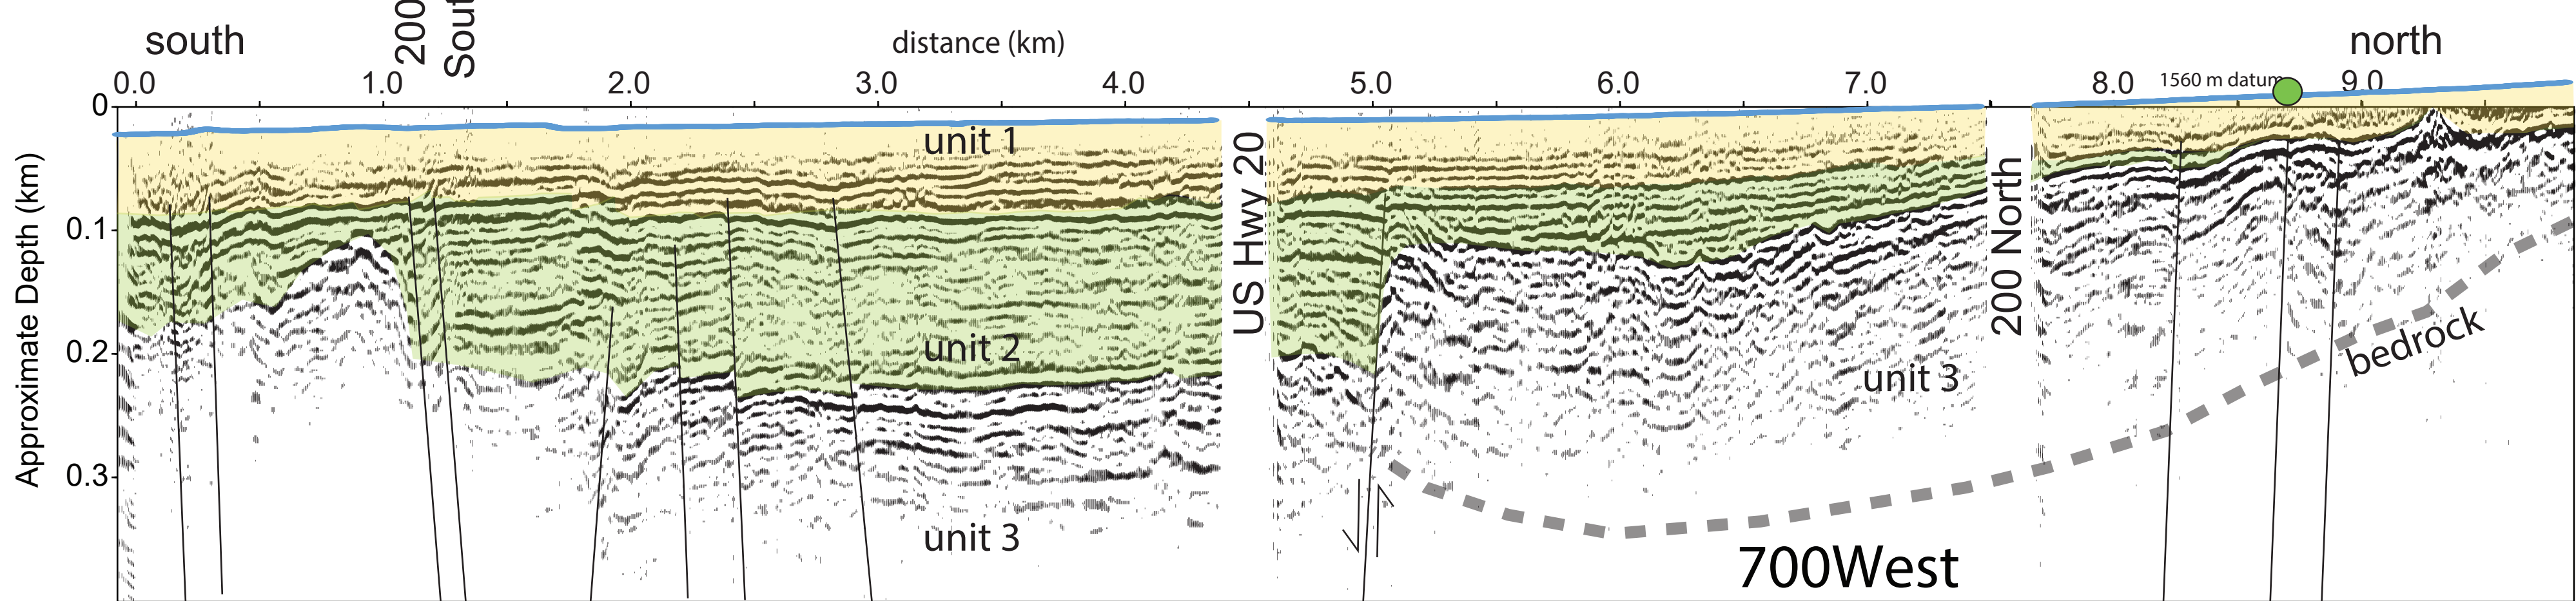 south
200
Sout
distance (km)
north
0.0 1.0 2.0 3.0 4.0 5.0 6.0 7.0 8.0 1560 m datum 9.0
0
0.1
0.2
0.3
Approximate Depth (km)
unit 1
unit 2
unit 3
US Hwy 20
200 North
unit 3
bedrock
700West